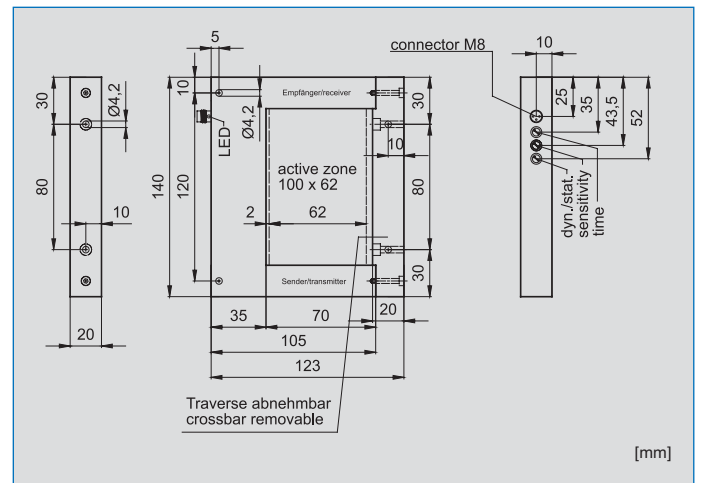 5
connector M8
10
30
10
Empfänger/receiver
30
25
35
43,5
52
Ø4,2
LED
Ø4,2
10
active zone
100 x 62
80
140
120
80
dyn./stat.
sensitivity
time
10
2
62
Sender/transmitter
30
20
35
70
20
105
123
Traverse abnehmbar
crossbar removable
[mm]